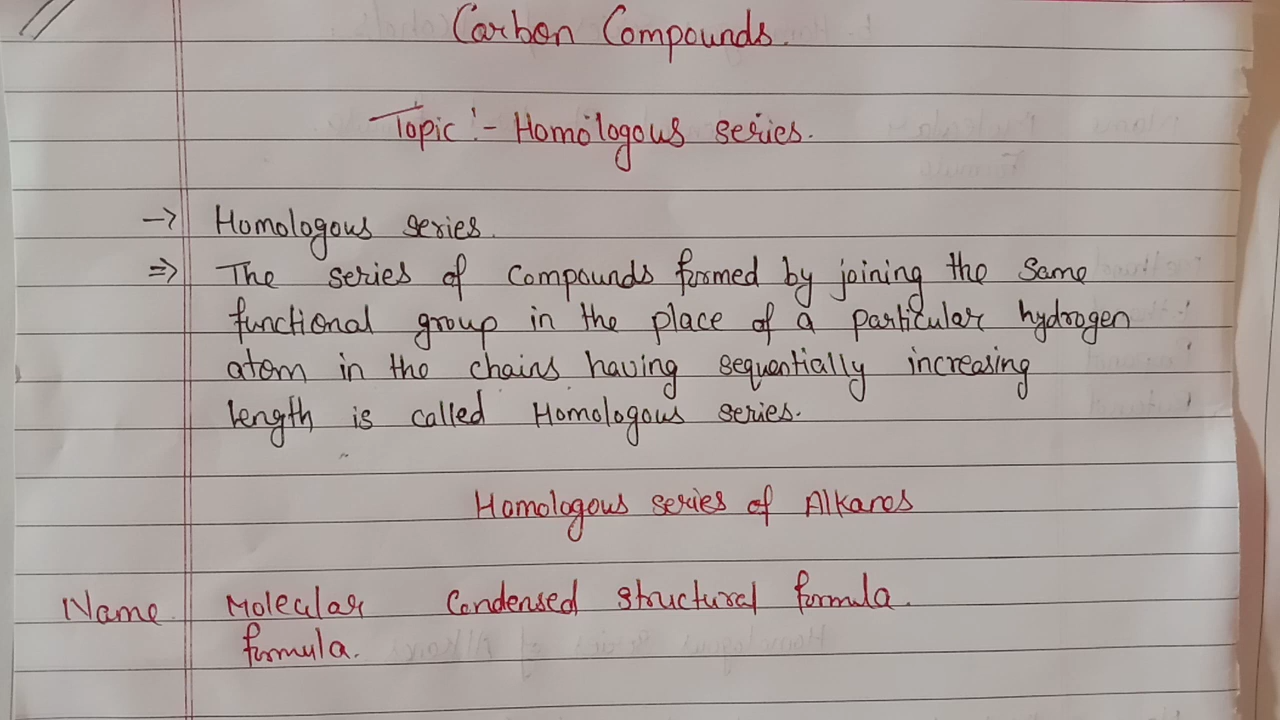 Carbon Compounds.
Topic :- Homologous series.
→ Homologous series.
⇒ The series of compounds formed by joining the same
functional group in the place of a particular hydrogen
atom in the chains having sequentially increasing
length is called Homologous series.
Homologous series of Alkanes
Name Molecular Condensed structural formula.
formula.